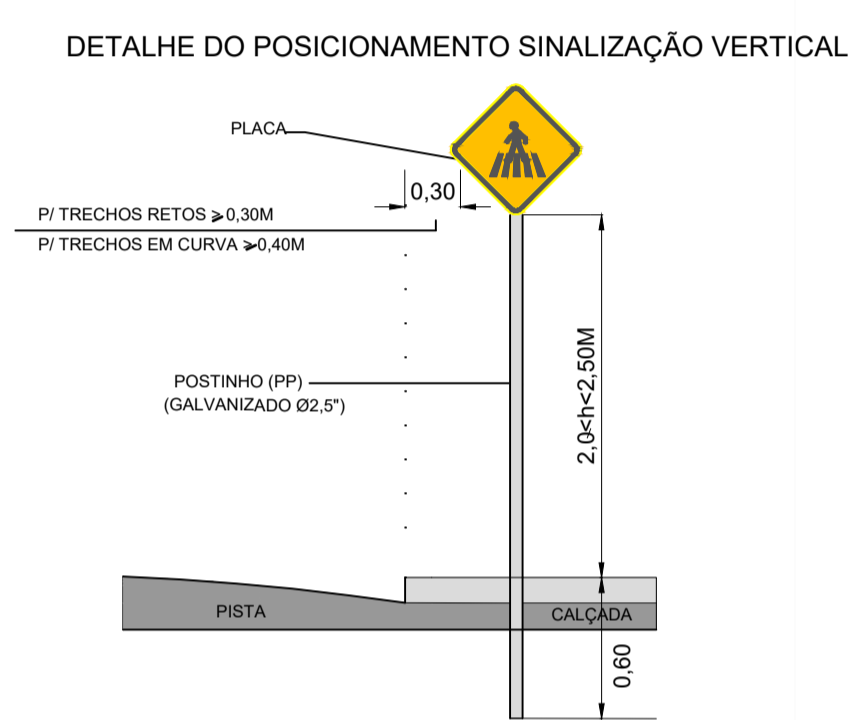 DETALHE DO POSICIONAMENTO SINALIZAÇÃO VERTICAL
PLACA
0,30
P/ TRECHOS RETOS ⩾0,30M
P/ TRECHOS EM CURVA ⩾0,40M
2,0<h<2,50M
POSTINHO (PP)
(GALVANIZADO Ø2,5")
PISTA
CALÇADA
0,60